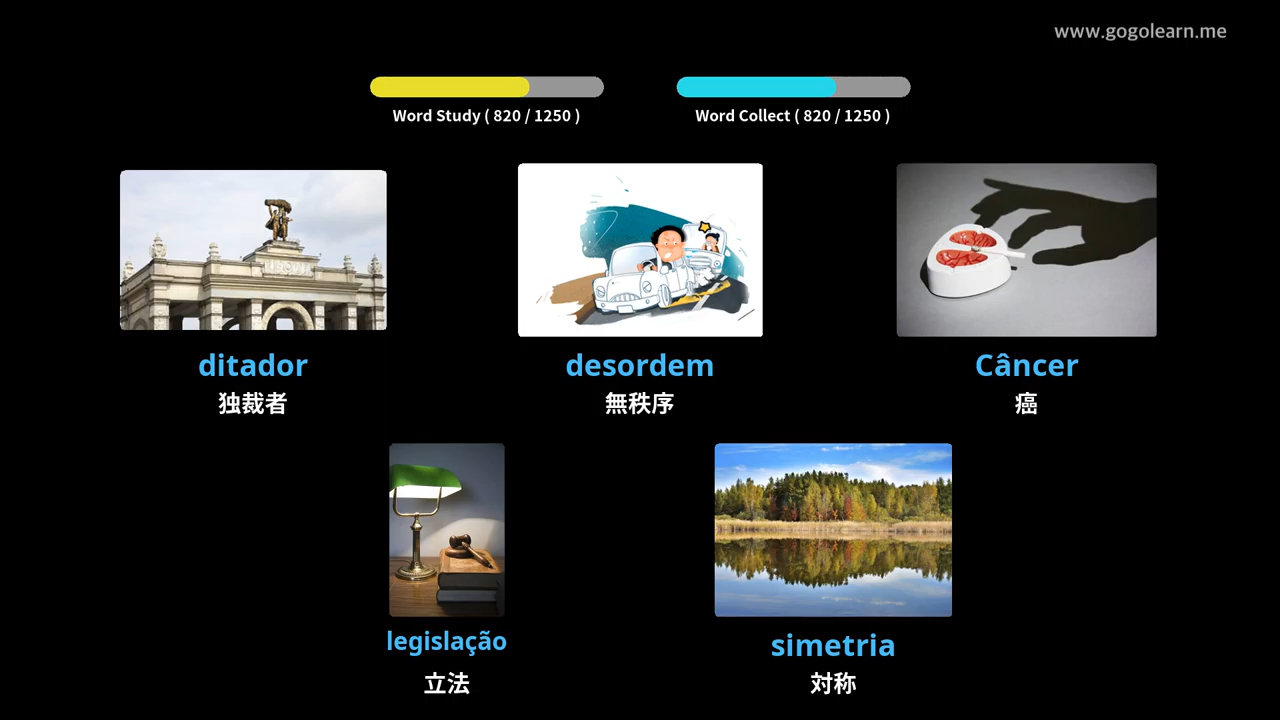 www.gogolearn.me
Word Study ( 820 / 1250 )
Word Collect ( 820 / 1250 )
ditador
独裁者
desordem
無秩序
Câncer
癌
legislação
立法
simetria
対称